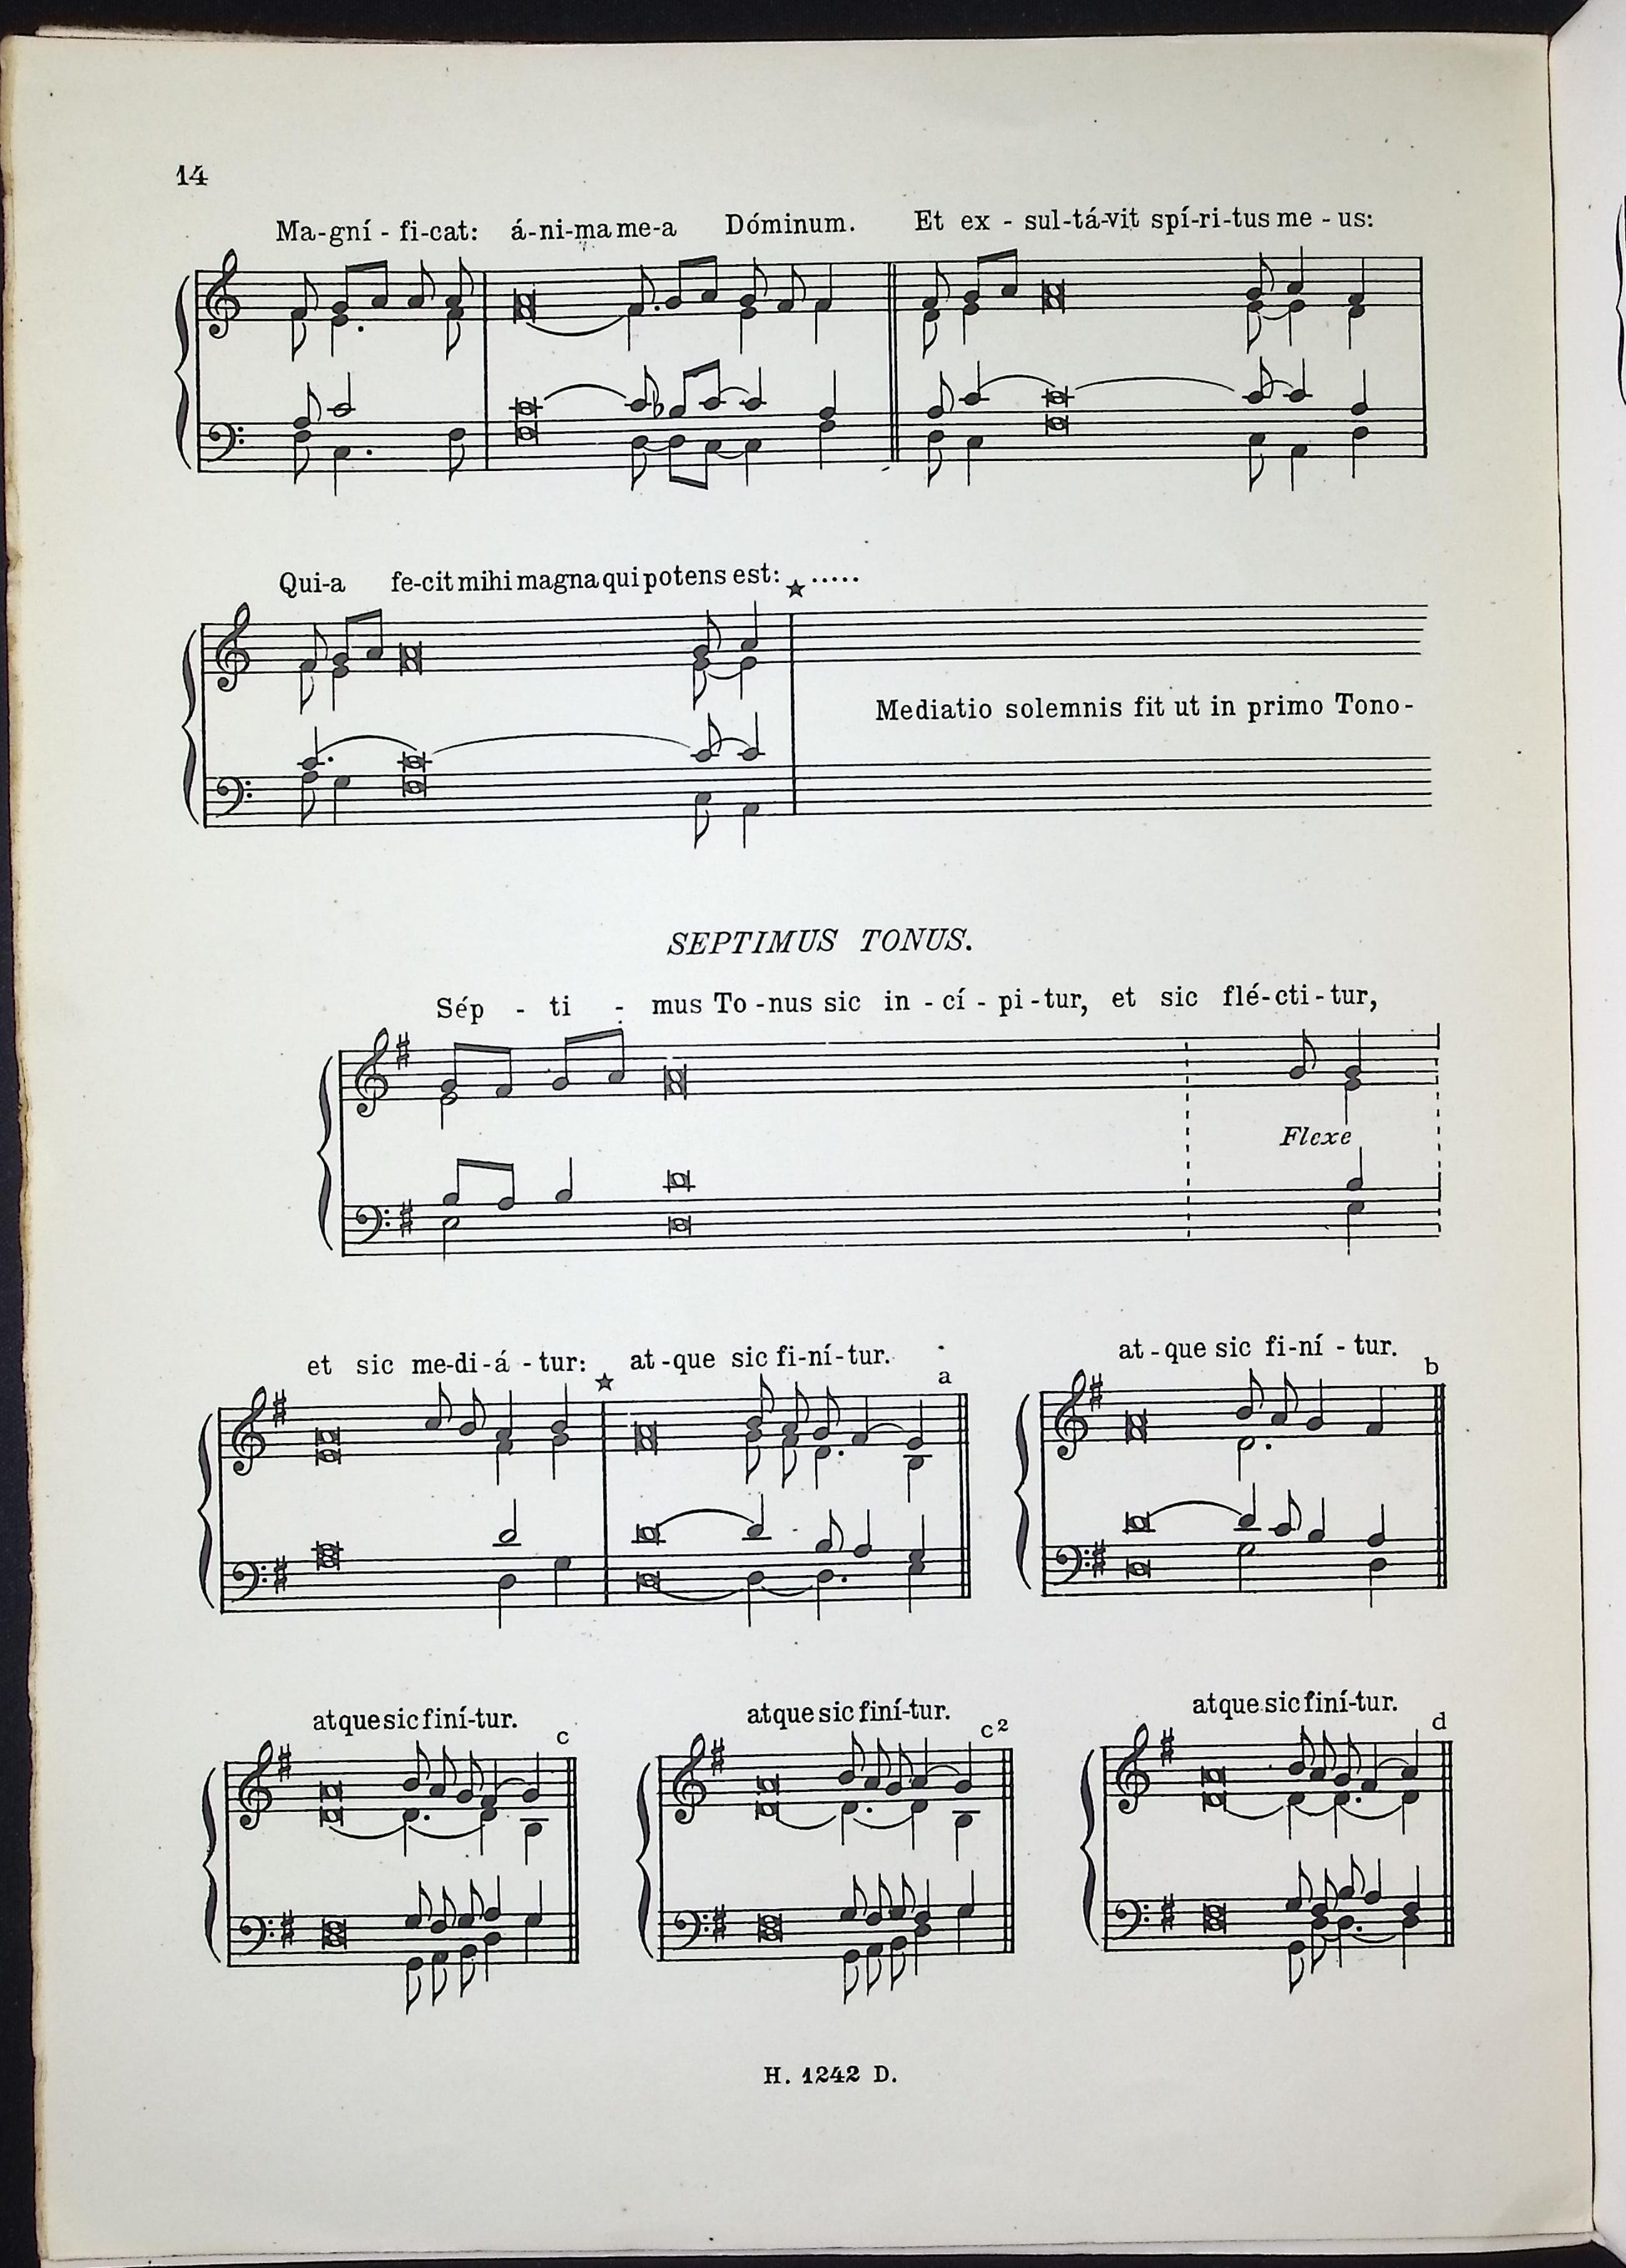 14
Ma-gní - fi-cat: á-ni-ma me-a Dóminum. Et ex - sul-tá-vit spí-ri-tus me - us:
Qui-a fe-cit mihi magna qui potens est: ★ .....
Mediatio solemnis fit ut in primo Tono-
SEPTIMUS TONUS.
Sép - ti - mus To - nus sic in - cí - pi - tur, et sic flé-cti - tur,
Flexe
et sic me-di-á - tur: ★ at-que sic fi-ní-tur. a
at - que sic fi-ní - tur. b
atque sic finí-tur. c
atque sic finí-tur. c2
atque sic finí-tur. d
H. 1242 D.